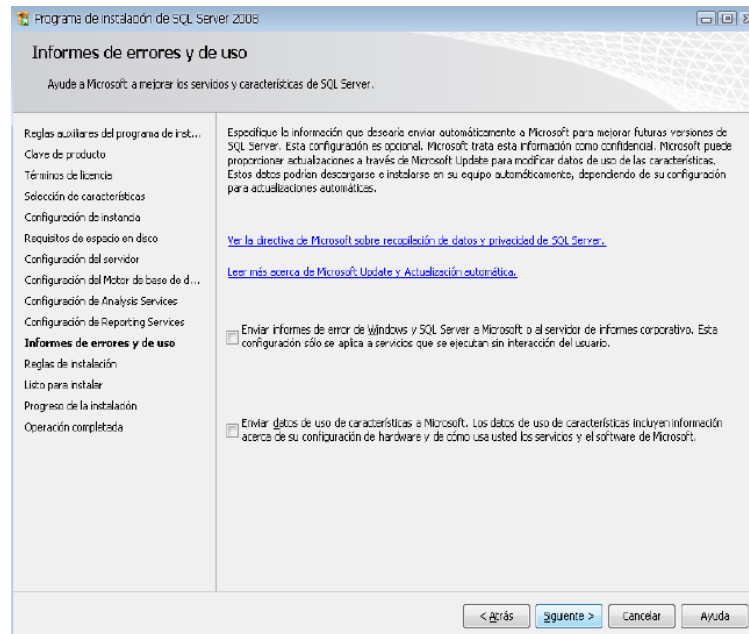 Programa de instalación de SQL Server 2008
Informes de errores y de uso
Ayude a Microsoft a mejorar los servicios y características de SQL Server.
Reglas auxiliares del programa de inst...
Clave de producto
Términos de licencia
Selección de características
Configuración de instancia
Requisitos de espacio en disco
Configuración del servidor
Configuración del Motor de base de d...
Configuración de Analysis Services
Configuración de Reporting Services
Informes de errores y de uso
Reglas de instalación
Listo para instalar
Progreso de la instalación
Operación completada
Especifique la información que desearía enviar automáticamente a Microsoft para mejorar futuras versiones de
SQL Server. Esta configuración es opcional. Microsoft trata esta información como confidencial. Microsoft puede
proporcionar actualizaciones a través de Microsoft Update para modificar datos de uso de las características.
Estos datos podrían descargarse e instalarse en su equipo automáticamente, dependiendo de su configuración
para actualizaciones automáticas.
Ver la directiva de Microsoft sobre recopilación de datos y privacidad de SQL Server.
Leer más acerca de Microsoft Update y Actualización automática.
Enviar informes de error de Windows y SQL Server a Microsoft o al servidor de informes corporativo. Esta
configuración sólo se aplica a servicios que se ejecutan sin interacción del usuario.
Enviar datos de uso de características a Microsoft. Los datos de uso de características incluyen información
acerca de su configuración de hardware y de cómo usa usted los servicios y el software de Microsoft.
< Atrás
Siguiente >
Cancelar
Ayuda